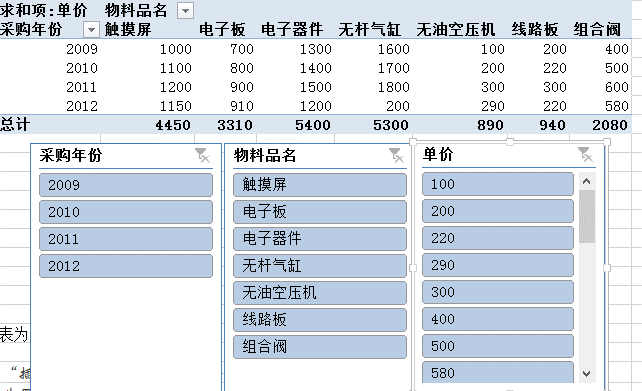 求和项:单价 物料品名
采购年份 触摸屏 电子板 电子器件 无杆气缸 无油空压机 线路板 组合阀
2009 1000 700 1300 1600 100 200 400
2010 1100 800 1400 1700 200 220 500
2011 1200 900 1500 1800 300 300 600
2012 1150 910 1200 200 290 220 580
总计 4450 3310 5400 5300 890 940 2080
采购年份
2009
2010
2011
2012
物料品名
触摸屏
电子板
电子器件
无杆气缸
无油空压机
线路板
组合阀
单价
100
200
220
290
300
400
500
580
表为